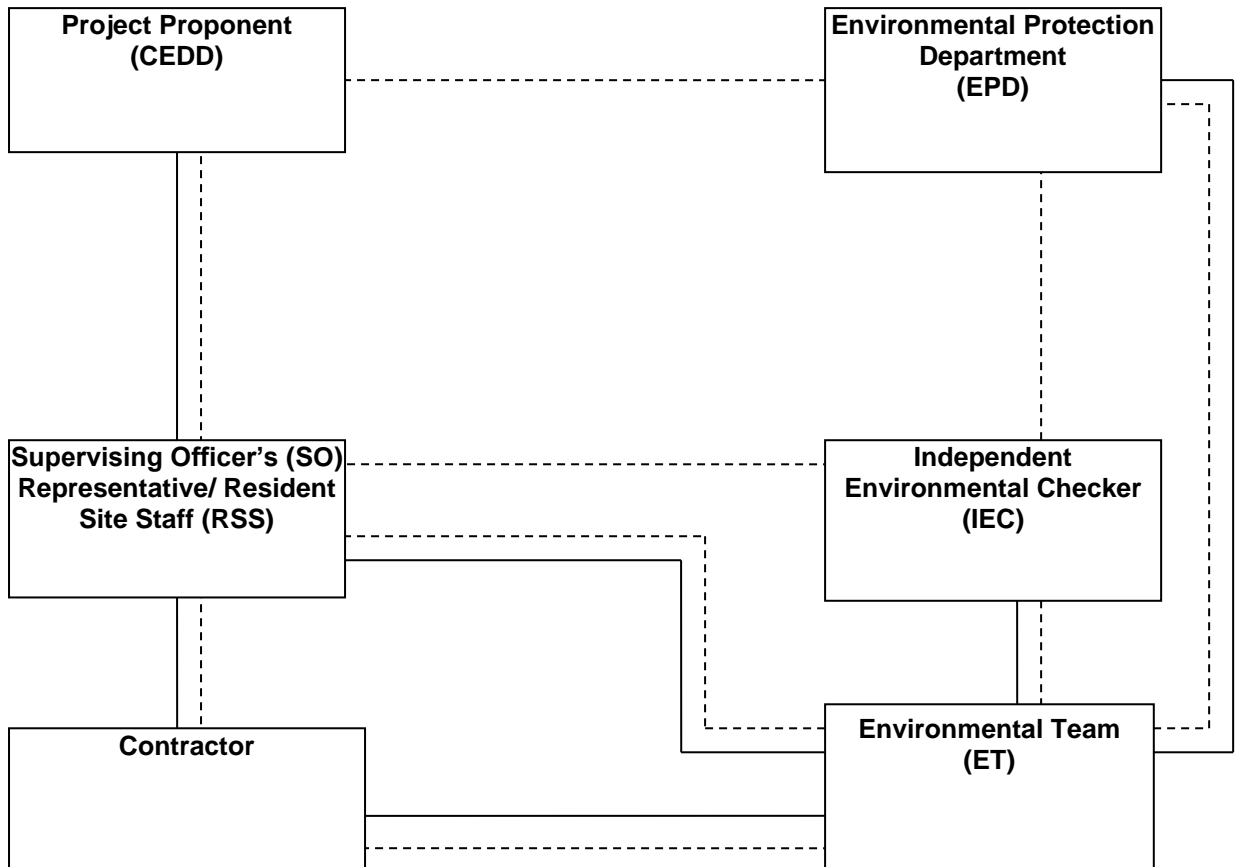 Project Proponent
(CEDD)
Environmental Protection
Department
(EPD)
Supervising Officer's (SO)
Representative/ Resident
Site Staff (RSS)
Independent
Environmental Checker
(IEC)
Contractor
Environmental Team
(ET)